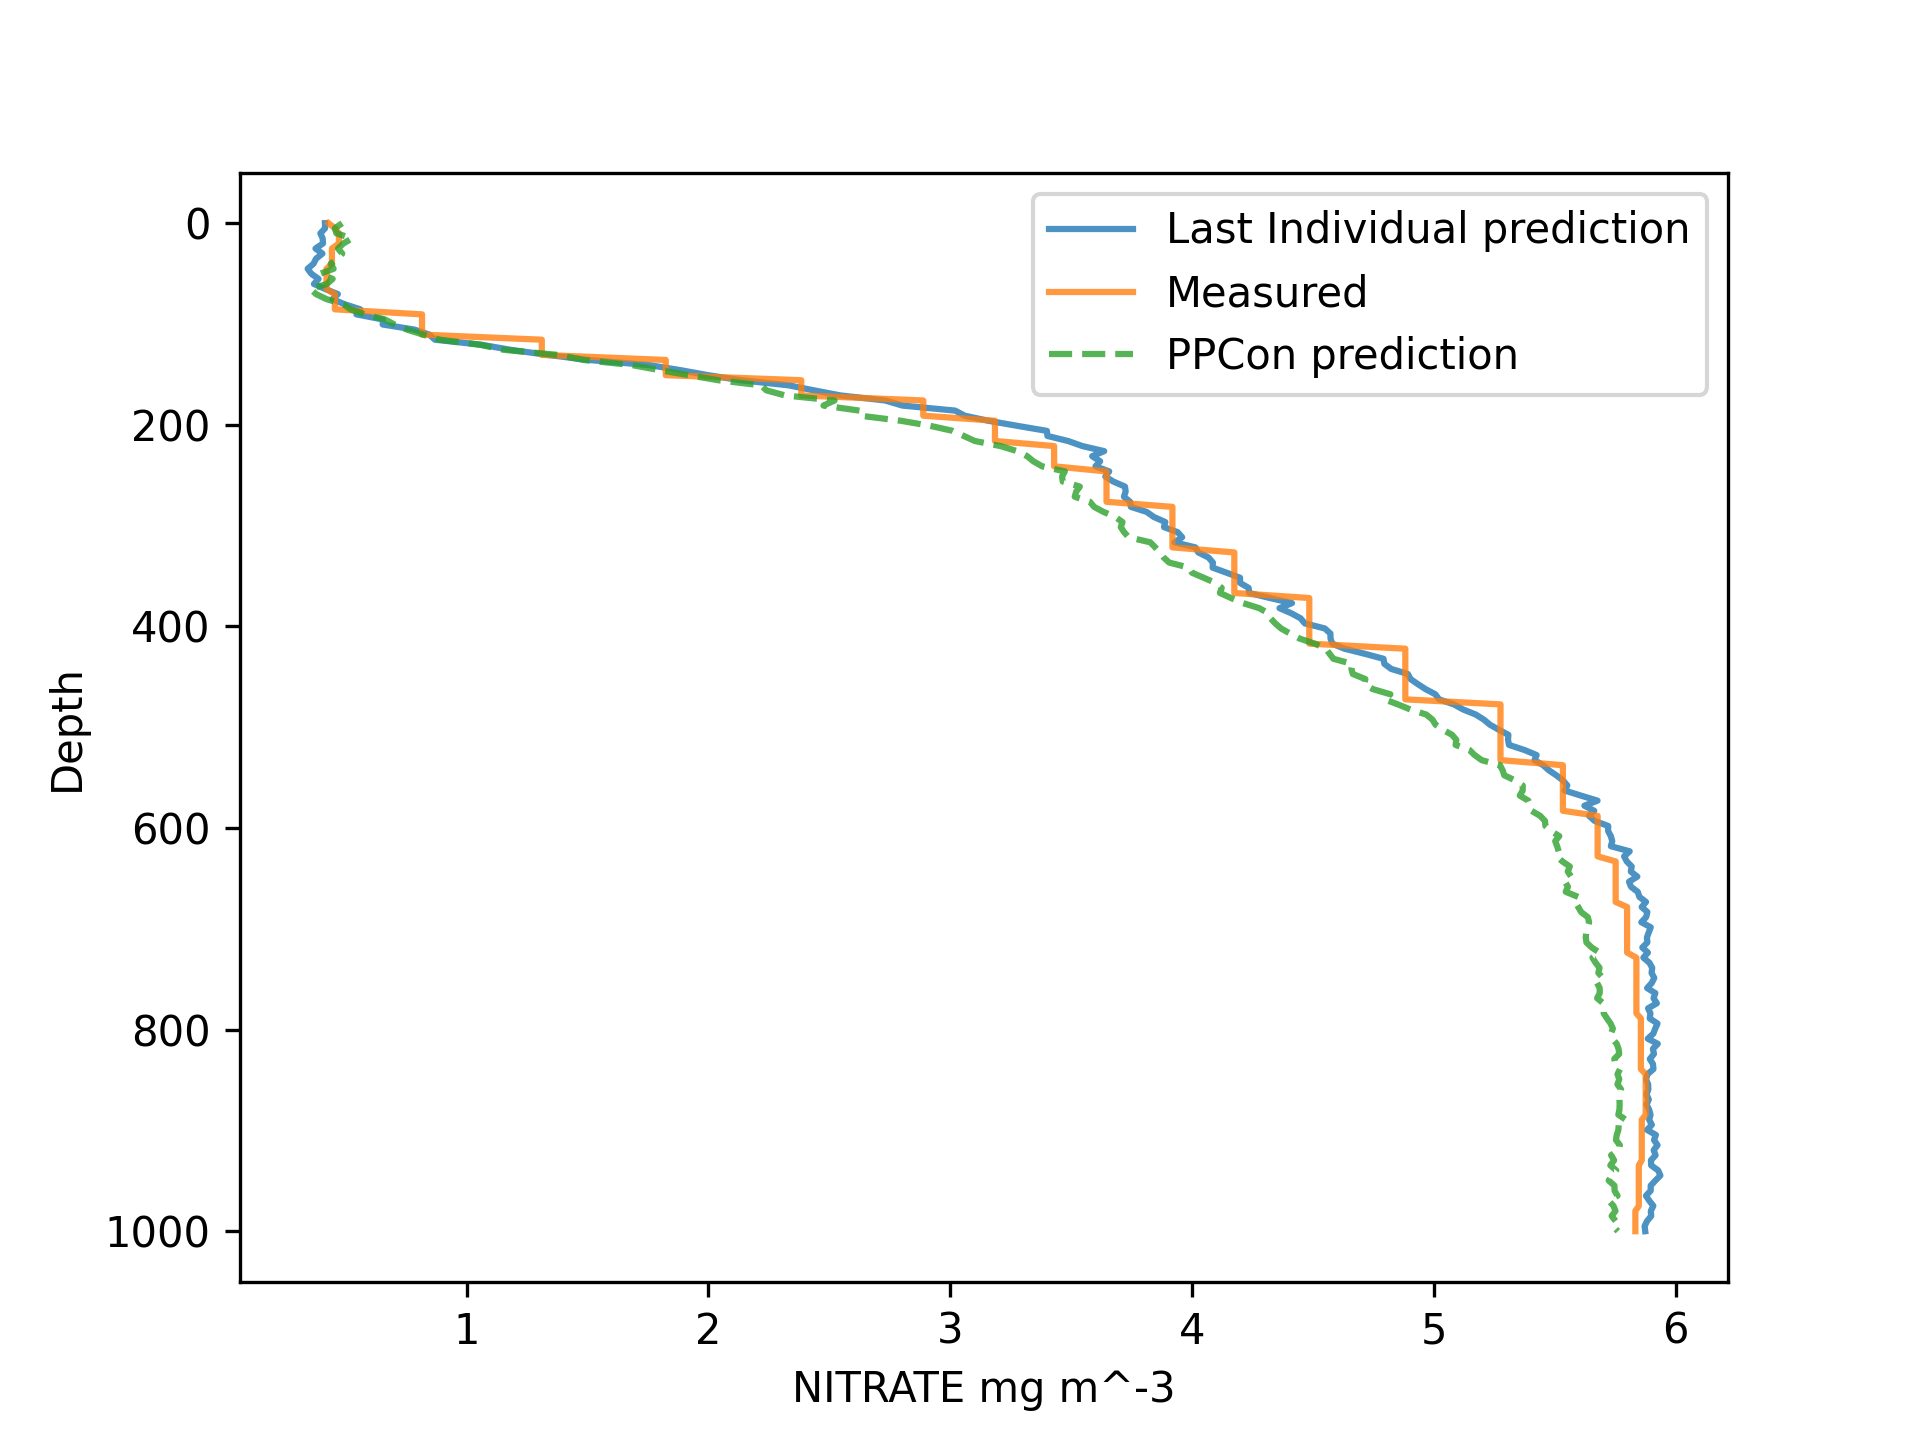 Last Individual prediction
Measured
PPCon prediction
0
200
400
600
800
1000
Depth
1 2 3 4 5 6
NITRATE mg m^-3